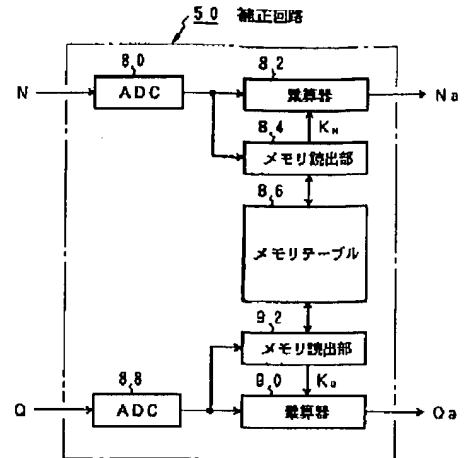 50 補正回路
80
82
N
ADC
乗算器
Na
84
KN
メモリ読出部
86
メモリテーブル
92
メモリ読出部
88
90
KQ
Q
ADC
乗算器
Qa